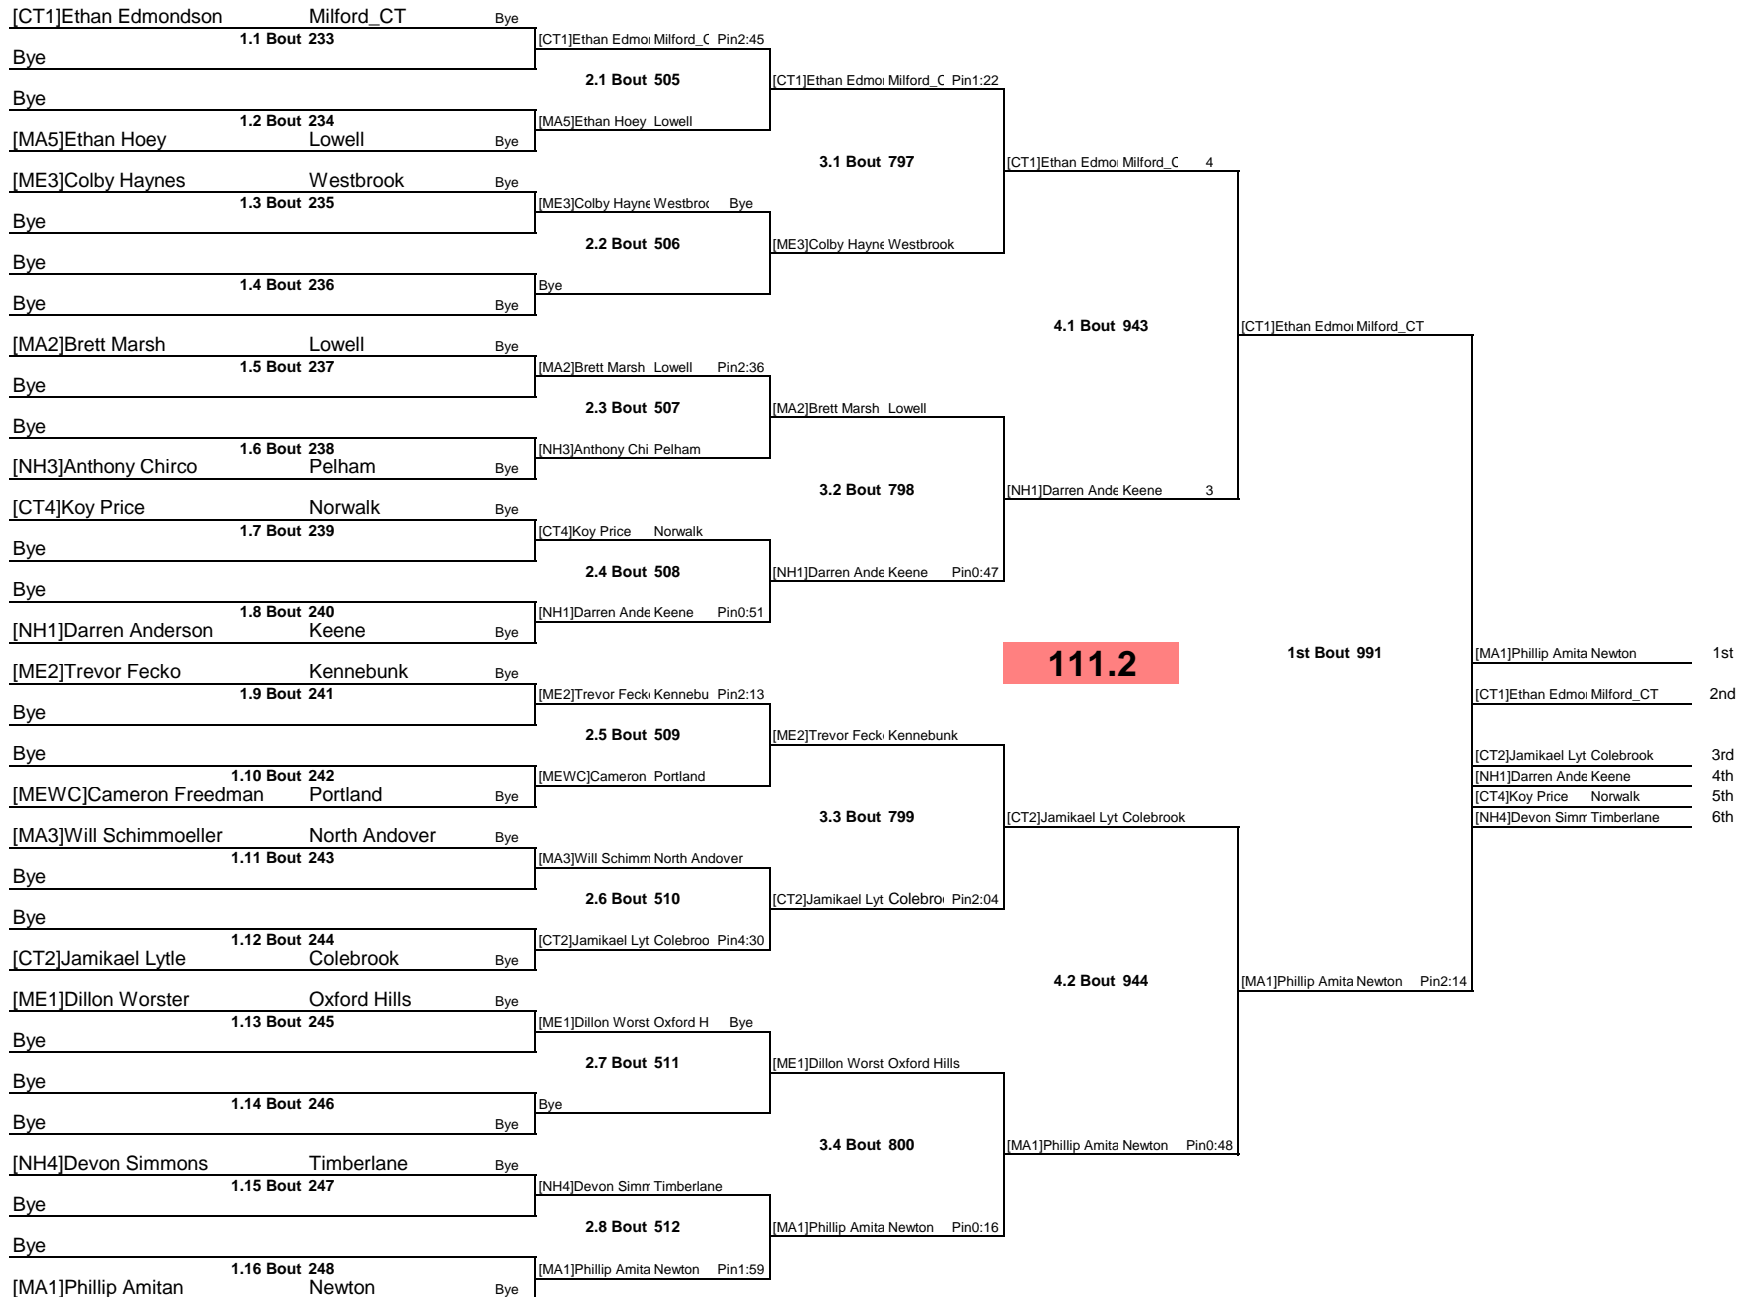 [CT1]Ethan Edmondson Milford_CT Bye
1.1 Bout 233
Bye
Bye
1.2 Bout 234
[MA5]Ethan Hoey Lowell Bye
[ME3]Colby Haynes Westbrook Bye
1.3 Bout 235
Bye
Bye
1.4 Bout 236
Bye Bye
[MA2]Brett Marsh Lowell Bye
1.5 Bout 237
Bye
Bye
1.6 Bout 238
[NH3]Anthony Chirco Pelham Bye
[CT4]Koy Price Norwalk Bye
1.7 Bout 239
Bye
Bye
1.8 Bout 240
[NH1]Darren Anderson Keene Bye
[ME2]Trevor Fecko Kennebunk Bye
1.9 Bout 241
Bye
Bye
1.10 Bout 242
[MEWC]Cameron Freedman Portland Bye
[MA3]Will Schimmoeller North Andover Bye
1.11 Bout 243
Bye
Bye
1.12 Bout 244
[CT2]Jamikael Lytle Colebrook Bye
[ME1]Dillon Worster Oxford Hills Bye
1.13 Bout 245
Bye
Bye
1.14 Bout 246
Bye Bye
[NH4]Devon Simmons Timberlane Bye
1.15 Bout 247
Bye
Bye
1.16 Bout 248
[MA1]Phillip Amitan Newton Bye
[CT1]Ethan Edmo Milford_C Pin2:45
2.1 Bout 505
[MA5]Ethan Hoey Lowell
[ME3]Colby Hayne Westbroo Bye
2.2 Bout 506
Bye
[MA2]Brett Marsh Lowell Pin2:36
2.3 Bout 507
[NH3]Anthony Chi Pelham
[CT4]Koy Price Norwalk
2.4 Bout 508
[NH1]Darren Ande Keene Pin0:51
[ME2]Trevor Feck Kennebu Pin2:13
2.5 Bout 509
[MEWC]Cameron Portland
[MA3]Will Schimm North Andover
2.6 Bout 510
[CT2]Jamikael Lyt Colebroo Pin4:30
[ME1]Dillon Worst Oxford H Bye
2.7 Bout 511
Bye
[NH4]Devon Simm Timberlane
2.8 Bout 512
[MA1]Phillip Amita Newton Pin1:59
[CT1]Ethan Edmo Milford_C Pin1:22
3.1 Bout 797
[ME3]Colby Hayne Westbrook
[MA2]Brett Marsh Lowell
3.2 Bout 798
[NH1]Darren Ande Keene Pin0:47
[ME2]Trevor Feck Kennebunk
3.3 Bout 799
[CT2]Jamikael Lyt Colebroo Pin2:04
[ME1]Dillon Worst Oxford Hills
3.4 Bout 800
[MA1]Phillip Amita Newton Pin0:16
[CT1]Ethan Edmo Milford_C 4
4.1 Bout 943
[NH1]Darren Ande Keene 3
111.2
[CT2]Jamikael Lyt Colebrook
4.2 Bout 944
[MA1]Phillip Amita Newton Pin0:48
[CT1]Ethan Edmo Milford_CT
1st Bout 991
[MA1]Phillip Amita Newton Pin2:14
[MA1]Phillip Amita Newton 1st
[CT1]Ethan Edmo Milford_CT 2nd
[CT2]Jamikael Lyt Colebrook 3rd
[NH1]Darren Ande Keene 4th
[CT4]Koy Price Norwalk 5th
[NH4]Devon Simm Timberlane 6th